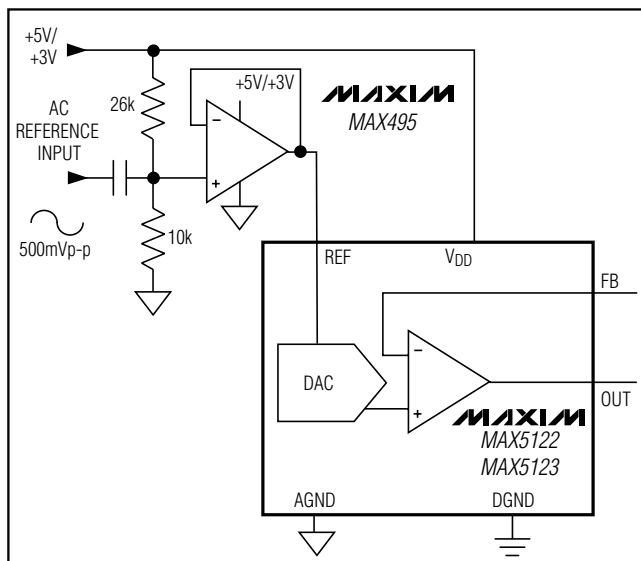 +5V/
+3V
26k
+5V/+3V
MAXIM
MAX495
AC
REFERENCE
INPUT
−
+
500mVp-p
10k
REF
VDD
FB
−
DAC
+
OUT
MAXIM
MAX5122
MAX5123
AGND
DGND